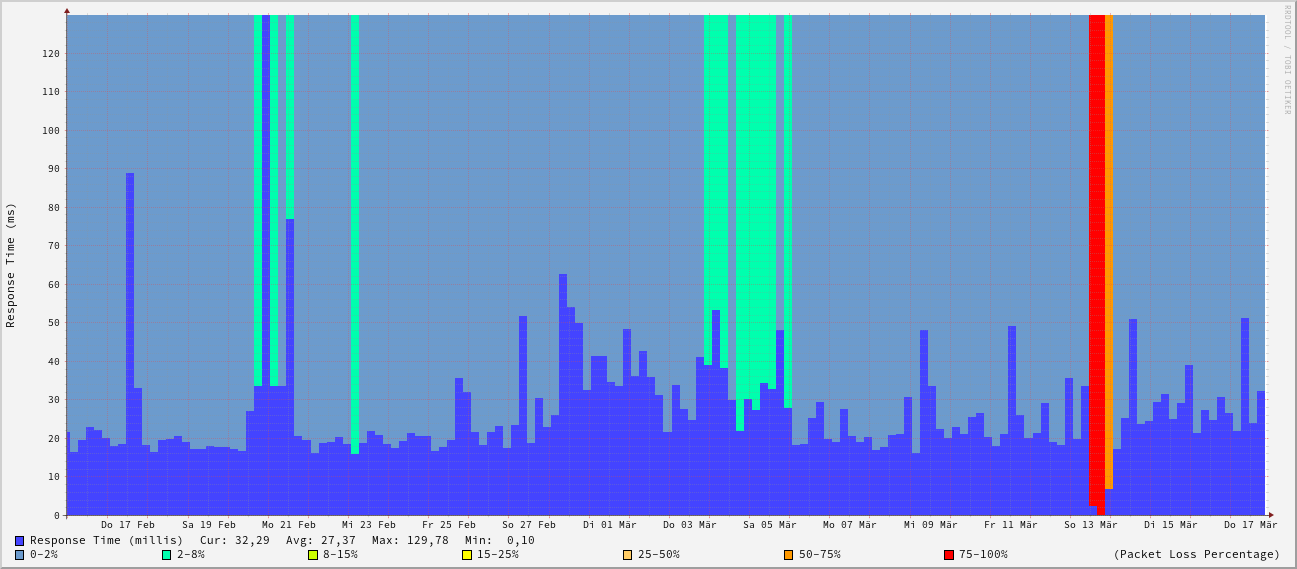 RRDTOOL / TOBI OETIKER
Response Time (ms)
120
110
100
90
80
70
60
50
40
30
20
10
0
Do 17 Feb Sa 19 Feb Mo 21 Feb Mi 23 Feb Fr 25 Feb So 27 Feb Di 01 Mär Do 03 Mär Sa 05 Mär Mo 07 Mär Mi 09 Mär Fr 11 Mär So 13 Mär Di 15 Mär Do 17 Mär
Response Time (millis) Cur: 32,29 Avg: 27,37 Max: 129,78 Min: 0,10
0-2% 2-8% 8-15% 15-25% 25-50% 50-75% 75-100% (Packet Loss Percentage)